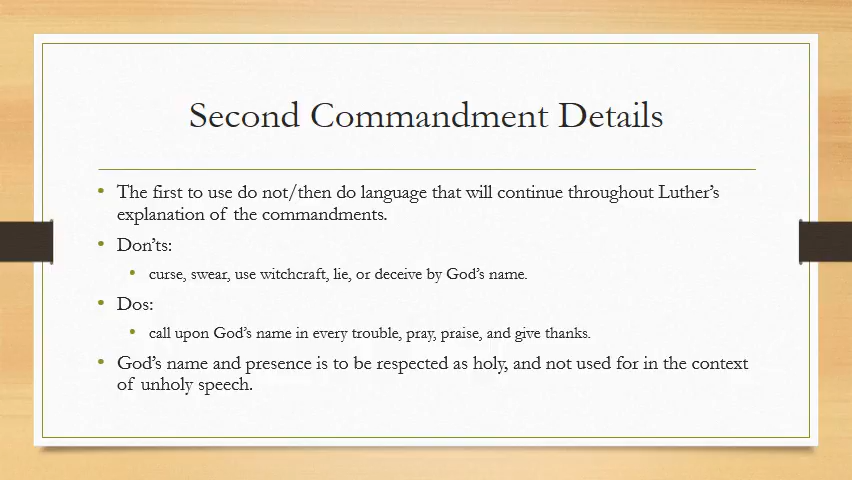 Second Commandment Details
• The first to use do not/then do language that will continue throughout Luther's
explanation of the commandments.
• Don'ts:
• curse, swear, use witchcraft, lie, or deceive by God's name.
• Dos:
• call upon God's name in every trouble, pray, praise, and give thanks.
• God's name and presence is to be respected as holy, and not used for in the context
of unholy speech.